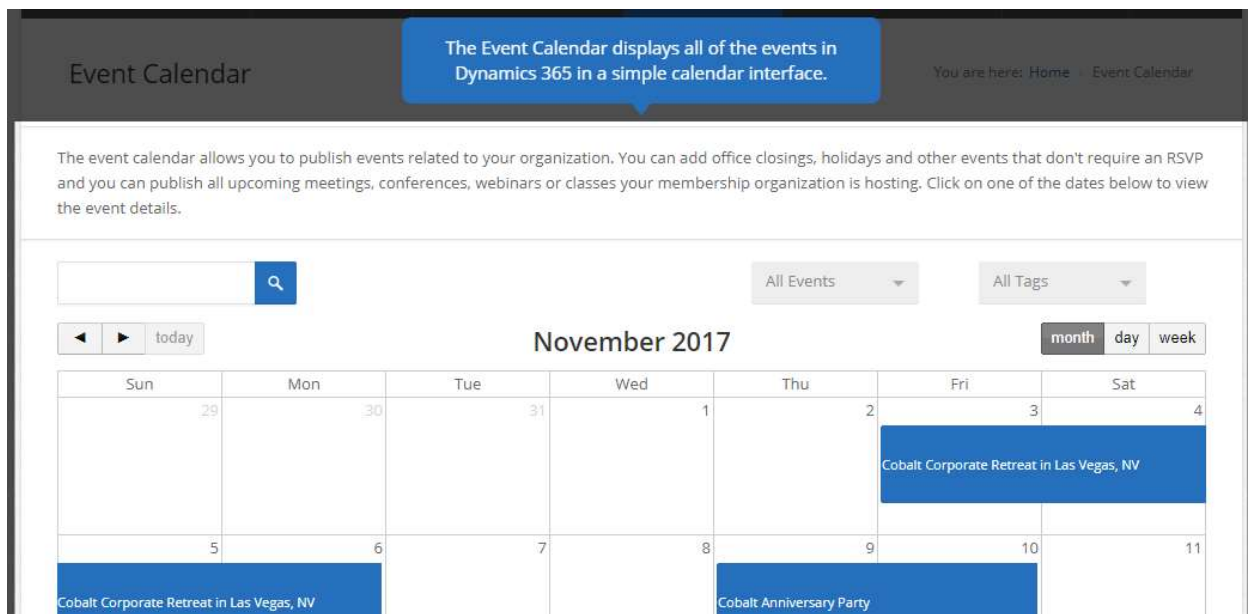 The Event Calendar displays all of the events in
Dynamics 365 in a simple calendar interface.
Event Calendar
You are here: Home Event Calendar
The event calendar allows you to publish events related to your organization. You can add office closings, holidays and other events that don't require an RSVP
and you can publish all upcoming meetings, conferences, webinars or classes your membership organization is hosting. Click on one of the dates below to view
the event details.
All Events
All Tags
today
November 2017
month day week
Sun Mon Tue Wed Thu Fri Sat
29 30 31 1 2 3 4
Cobalt Corporate Retreat in Las Vegas, NV
5 6 7 8 9 10 11
Cobalt Corporate Retreat in Las Vegas, NV
Cobalt Anniversary Party